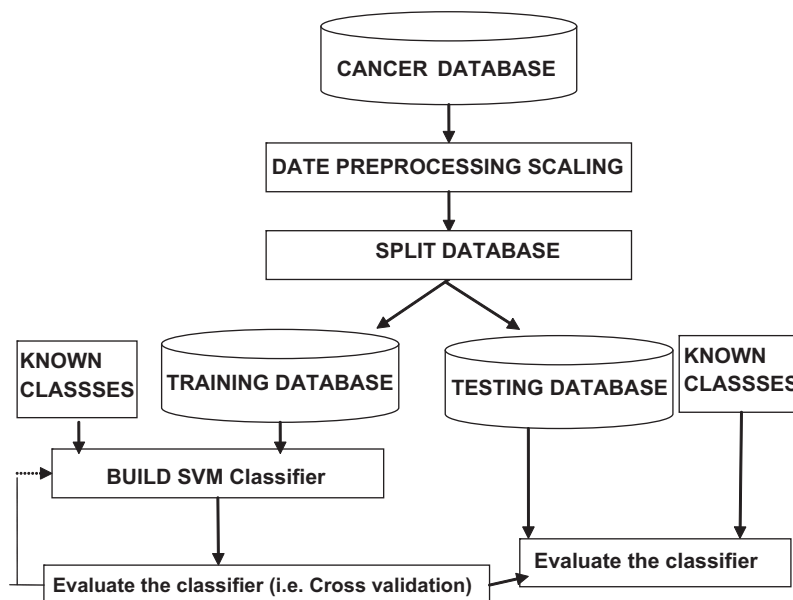 CANCER DATABASE
DATE PREPROCESSING SCALING
SPLIT DATABASE
KNOWN
CLASSSES
TRAINING DATABASE
TESTING DATABASE
KNOWN
CLASSSES
BUILD SVM Classifier
Evaluate the classifier
Evaluate the classifier (i.e. Cross validation)